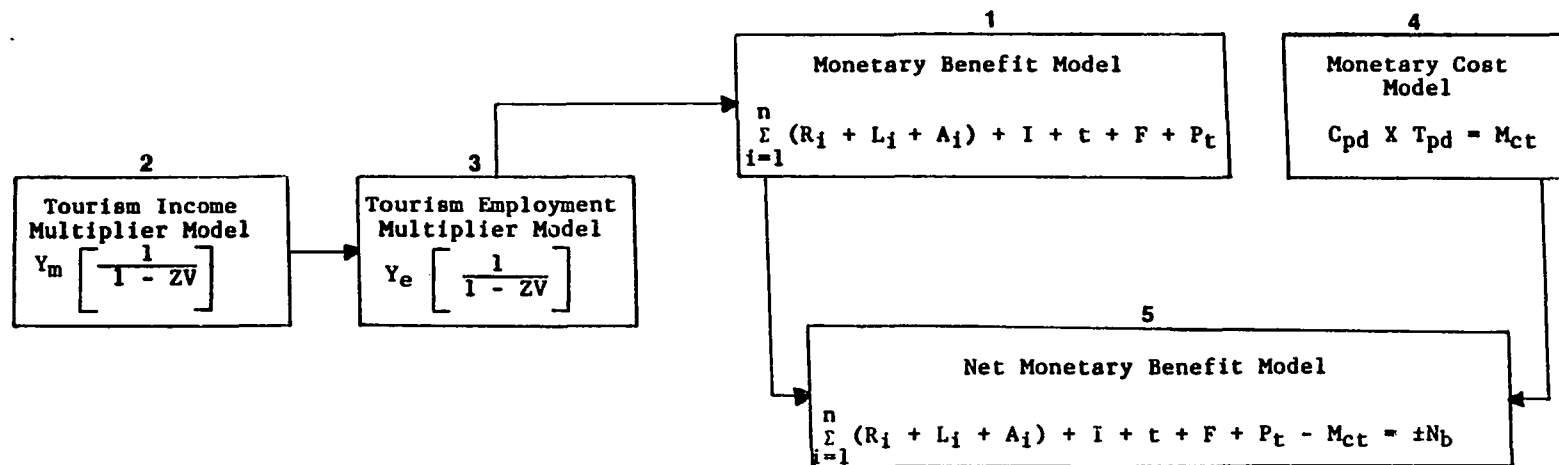 1
Monetary Benefit Model
n
Σ (Ri + Li + Ai) + I + t + F + Pt
i=1
4
Monetary Cost
Model
Cpd X Tpd = Mct
2
Tourism Income
Multiplier Model
Ym [ 1
1 - ZV ]
3
Tourism Employment
Multiplier Model
Ye [ 1
1 - ZV ]
5
Net Monetary Benefit Model
n
Σ (Ri + Li + Ai) + I + t + F + Pt - Mct = ±Nb
i=1